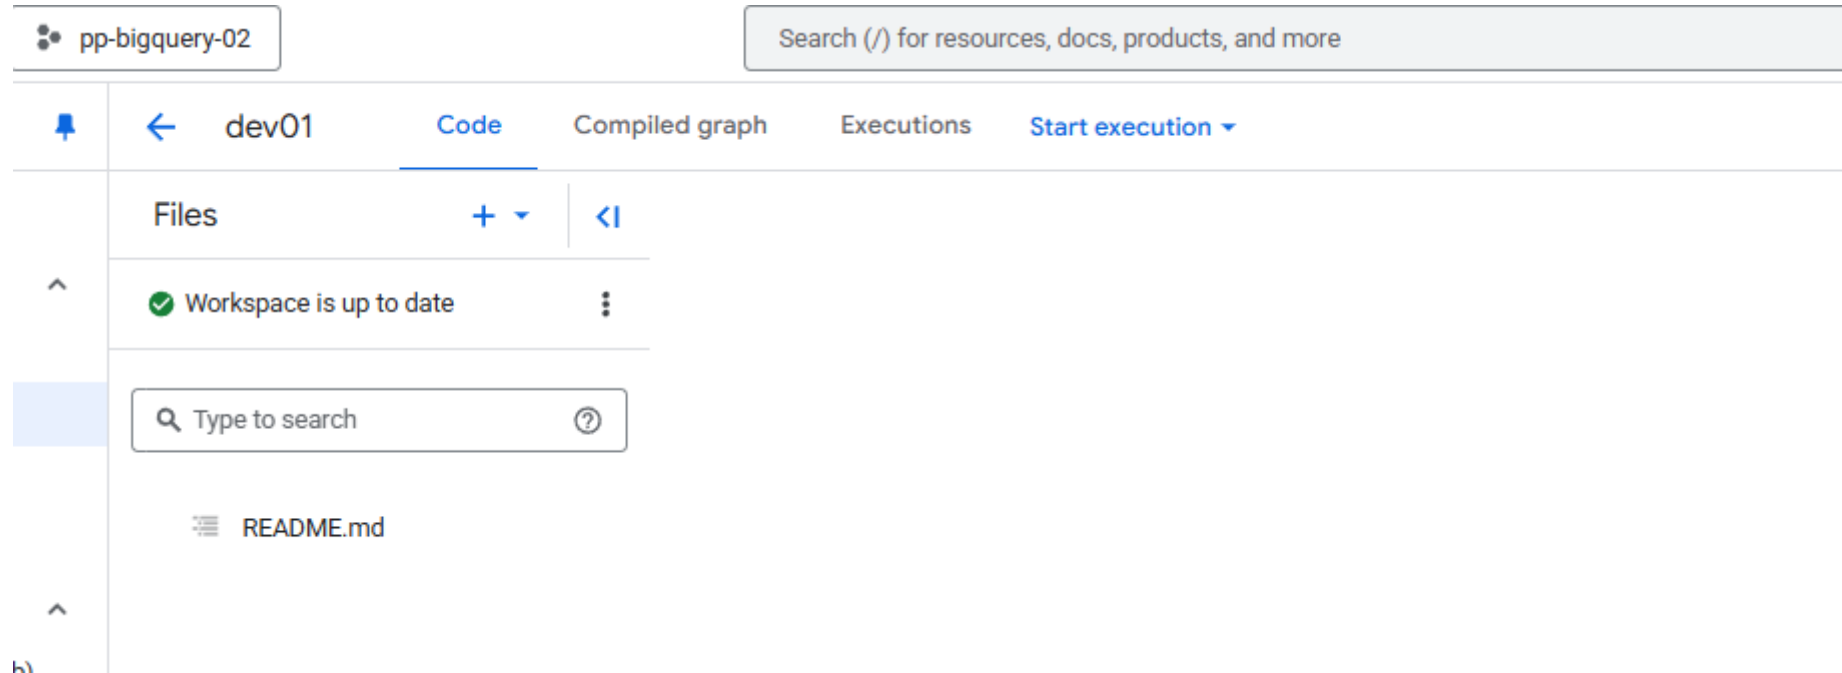 pp-bigquery-02
Search (/) for resources, docs, products, and more
dev01
Code
Compiled graph
Executions
Start execution
Files
Workspace is up to date
Type to search
README.md